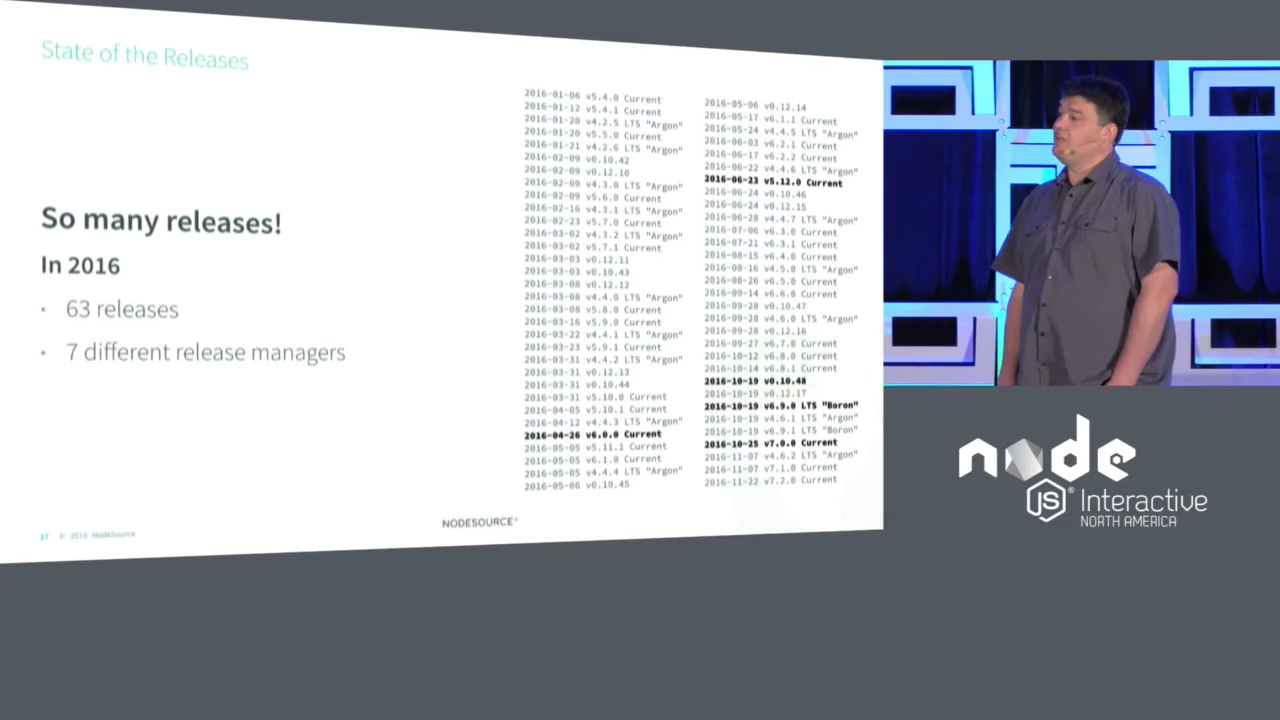 State of the Releases
So many releases!
In 2016
• 63 releases
• 7 different release managers
2016-01-06 v5.4.0 Current
2016-01-12 v5.4.1 Current
2016-01-20 v4.2.5 LTS "Argon"
2016-01-20 v5.5.0 Current
2016-01-21 v4.2.6 LTS "Argon"
2016-02-09 v0.10.42
2016-02-09 v0.12.10
2016-02-09 v4.3.0 LTS "Argon"
2016-02-09 v5.6.0 Current
2016-02-16 v4.3.1 LTS "Argon"
2016-02-23 v5.7.0 Current
2016-03-02 v4.3.2 LTS "Argon"
2016-03-02 v5.7.1 Current
2016-03-03 v0.12.11
2016-03-03 v0.10.43
2016-03-08 v0.12.12
2016-03-08 v4.4.0 LTS "Argon"
2016-03-08 v5.8.0 Current
2016-03-16 v5.9.0 Current
2016-03-22 v4.4.1 LTS "Argon"
2016-03-23 v5.9.1 Current
2016-03-31 v4.4.2 LTS "Argon"
2016-03-31 v0.12.13
2016-03-31 v0.10.44
2016-03-31 v5.10.0 Current
2016-04-05 v5.10.1 Current
2016-04-12 v4.4.3 LTS "Argon"
2016-04-26 v6.0.0 Current
2016-05-05 v5.11.1 Current
2016-05-05 v6.1.0 Current
2016-05-05 v4.4.4 LTS "Argon"
2016-05-06 v0.10.45
2016-05-06 v0.12.14
2016-05-17 v6.1.1 Current
2016-05-24 v4.4.5 LTS "Argon"
2016-06-03 v6.2.1 Current
2016-06-17 v6.2.2 Current
2016-06-22 v4.4.6 LTS "Argon"
2016-06-23 v5.12.0 Current
2016-06-24 v0.10.46
2016-06-24 v0.12.15
2016-06-28 v4.4.7 LTS "Argon"
2016-07-06 v6.3.0 Current
2016-07-21 v6.3.1 Current
2016-08-15 v6.4.0 Current
2016-08-16 v4.5.0 LTS "Argon"
2016-08-26 v6.5.0 Current
2016-09-14 v6.6.0 Current
2016-09-28 v0.10.47
2016-09-28 v4.6.0 LTS "Argon"
2016-09-28 v0.12.16
2016-09-27 v6.7.0 Current
2016-10-12 v6.8.0 Current
2016-10-14 v6.8.1 Current
2016-10-19 v0.10.48
2016-10-19 v0.12.17
2016-10-19 v6.9.0 LTS "Boron"
2016-10-19 v4.6.1 LTS "Argon"
2016-10-19 v6.9.1 LTS "Boron"
2016-10-25 v7.0.0 Current
2016-11-07 v4.6.2 LTS "Argon"
2016-11-07 v7.1.0 Current
2016-11-22 v7.2.0 Current
NODESOURCE®
17 © 2016 NodeSource
node
JS® Interactive
NORTH AMERICA